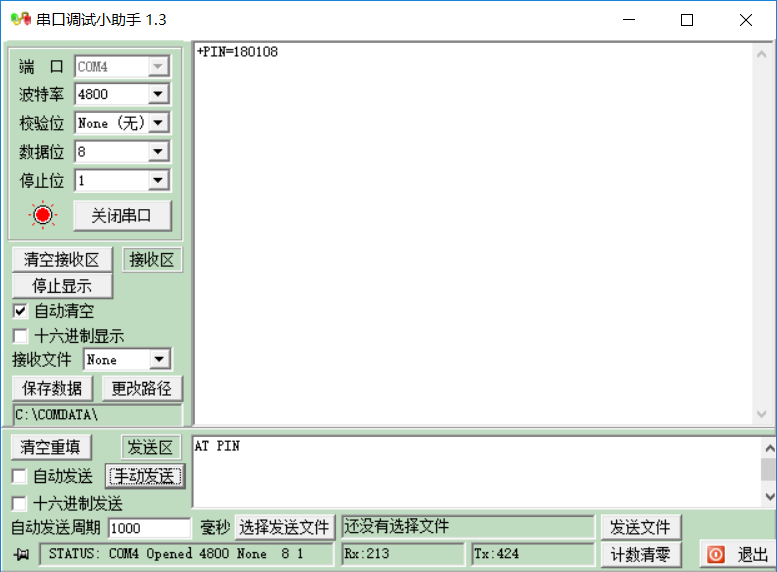 串口调试小助手 1.3
端 口 COM4
波特率 4800
校验位 None (无)
数据位 8
停止位 1
关闭串口
清空接收区 接收区
停止显示
自动清空
十六进制显示
接收文件 None
保存数据 更改路径
C:\COMDATA\
+PIN=180108
清空重填 发送区
自动发送 手动发送
十六进制发送
AT PIN
自动发送周期 1000 毫秒 选择发送文件 还没有选择文件 发送文件
STATUS: COM4 Opened 4800 None 8 1 Rx:213 Tx:424 计数清零 退出